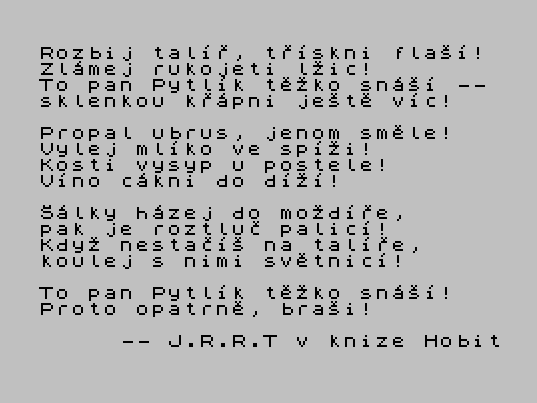 Rozbij talíř, třískni flaší!
Zlámej rukojeti lžic!
To pan Pytlík těžko snáší --
sklenkou křápni ještě víc!

Propal ubrus, jenom směle!
Vylej mlíko ve spíži!
Kosti vysyp u postele!
Víno cákni do díží!

Šálky házej do moždíře,
pak je roztluč palicí!
Když nestačíš na talíře,
koulej s nimi světnicí!

To pan Pytlík těžko snáší!
Proto opatrně, braši!

-- J.R.R.T v knize Hobit